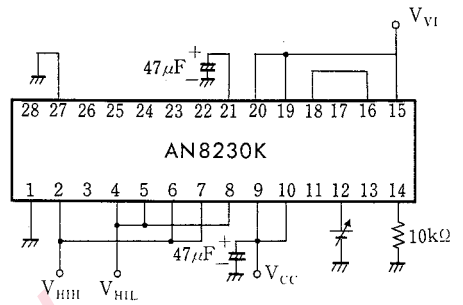 V_VI
47μF
+
−
28 27 26 25 24 23 22 21 20 19 18 17 16 15
AN8230K
1 2 3 4 5 6 7 8 9 10 11 12 13 14
47μF
+
−
10kΩ
V_HIH
V_HIL
V_CC